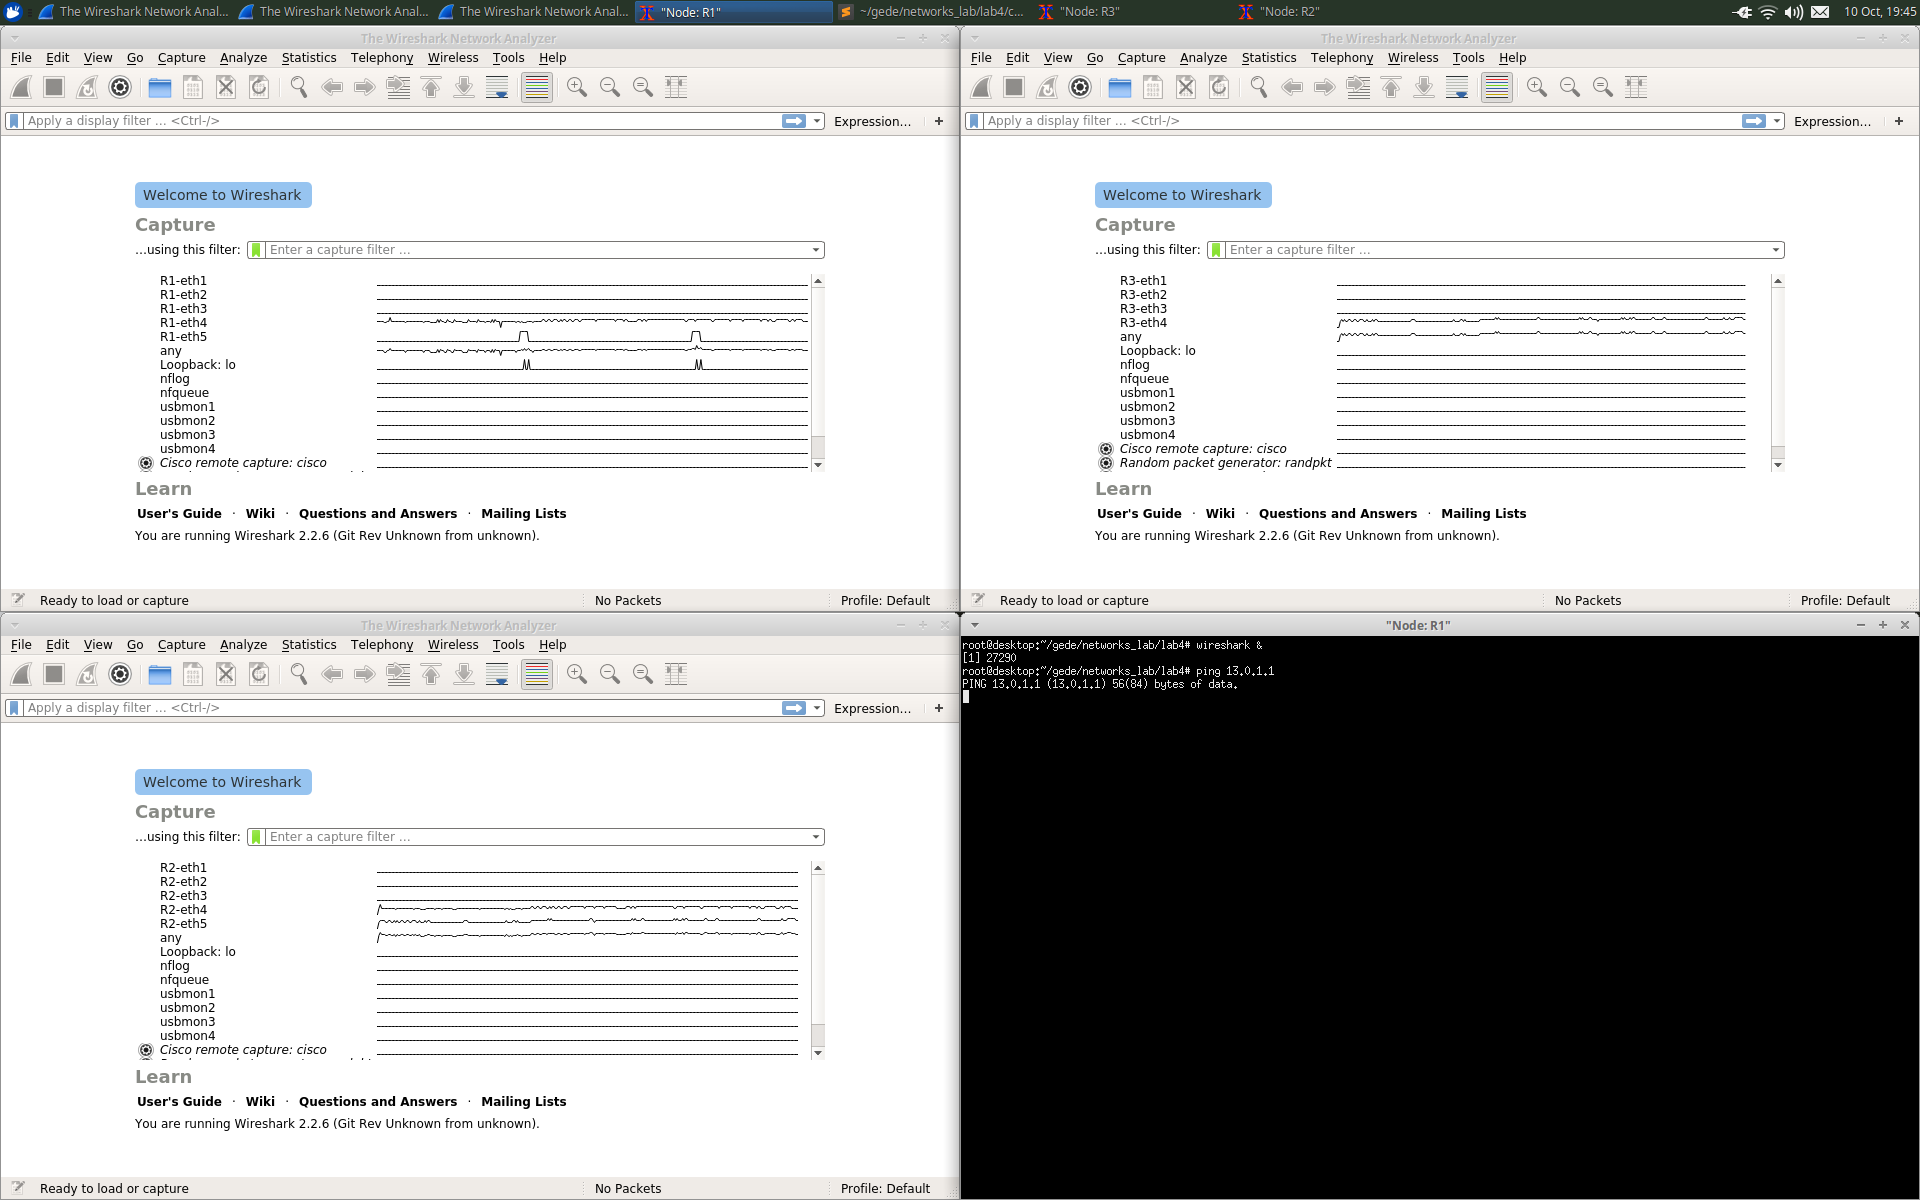 The Wireshark Network Anal...
The Wireshark Network Anal...
The Wireshark Network Anal...
"Node: R1"
~/gede/networks_lab/lab4/c...
"Node: R3"
"Node: R2"
10 Oct, 19:45
The Wireshark Network Analyzer
File Edit View Go Capture Analyze Statistics Telephony Wireless Tools Help
Apply a display filter ... <Ctrl-/>
Expression... +
Welcome to Wireshark
Capture
...using this filter: Enter a capture filter ...
R1-eth1
R1-eth2
R1-eth3
R1-eth4
R1-eth5
any
Loopback: lo
nflog
nfqueue
usbmon1
usbmon2
usbmon3
usbmon4
Cisco remote capture: cisco
Learn
User's Guide · Wiki · Questions and Answers · Mailing Lists
You are running Wireshark 2.2.6 (Git Rev Unknown from unknown).
Ready to load or capture No Packets Profile: Default
The Wireshark Network Analyzer
File Edit View Go Capture Analyze Statistics Telephony Wireless Tools Help
Apply a display filter ... <Ctrl-/>
Expression... +
Welcome to Wireshark
Capture
...using this filter: Enter a capture filter ...
R3-eth1
R3-eth2
R3-eth3
R3-eth4
any
Loopback: lo
nflog
nfqueue
usbmon1
usbmon2
usbmon3
usbmon4
Cisco remote capture: cisco
Random packet generator: randpkt
Learn
User's Guide · Wiki · Questions and Answers · Mailing Lists
You are running Wireshark 2.2.6 (Git Rev Unknown from unknown).
Ready to load or capture No Packets Profile: Default
The Wireshark Network Analyzer
File Edit View Go Capture Analyze Statistics Telephony Wireless Tools Help
Apply a display filter ... <Ctrl-/>
Expression... +
Welcome to Wireshark
Capture
...using this filter: Enter a capture filter ...
R2-eth1
R2-eth2
R2-eth3
R2-eth4
R2-eth5
any
Loopback: lo
nflog
nfqueue
usbmon1
usbmon2
usbmon3
usbmon4
Cisco remote capture: cisco
Learn
User's Guide · Wiki · Questions and Answers · Mailing Lists
You are running Wireshark 2.2.6 (Git Rev Unknown from unknown).
Ready to load or capture No Packets Profile: Default
"Node: R1"
root@desktop:~/gede/networks_lab/lab4# wireshark &
[1] 27290
root@desktop:~/gede/networks_lab/lab4# ping 13.0.1.1
PING 13.0.1.1 (13.0.1.1) 56(84) bytes of data.